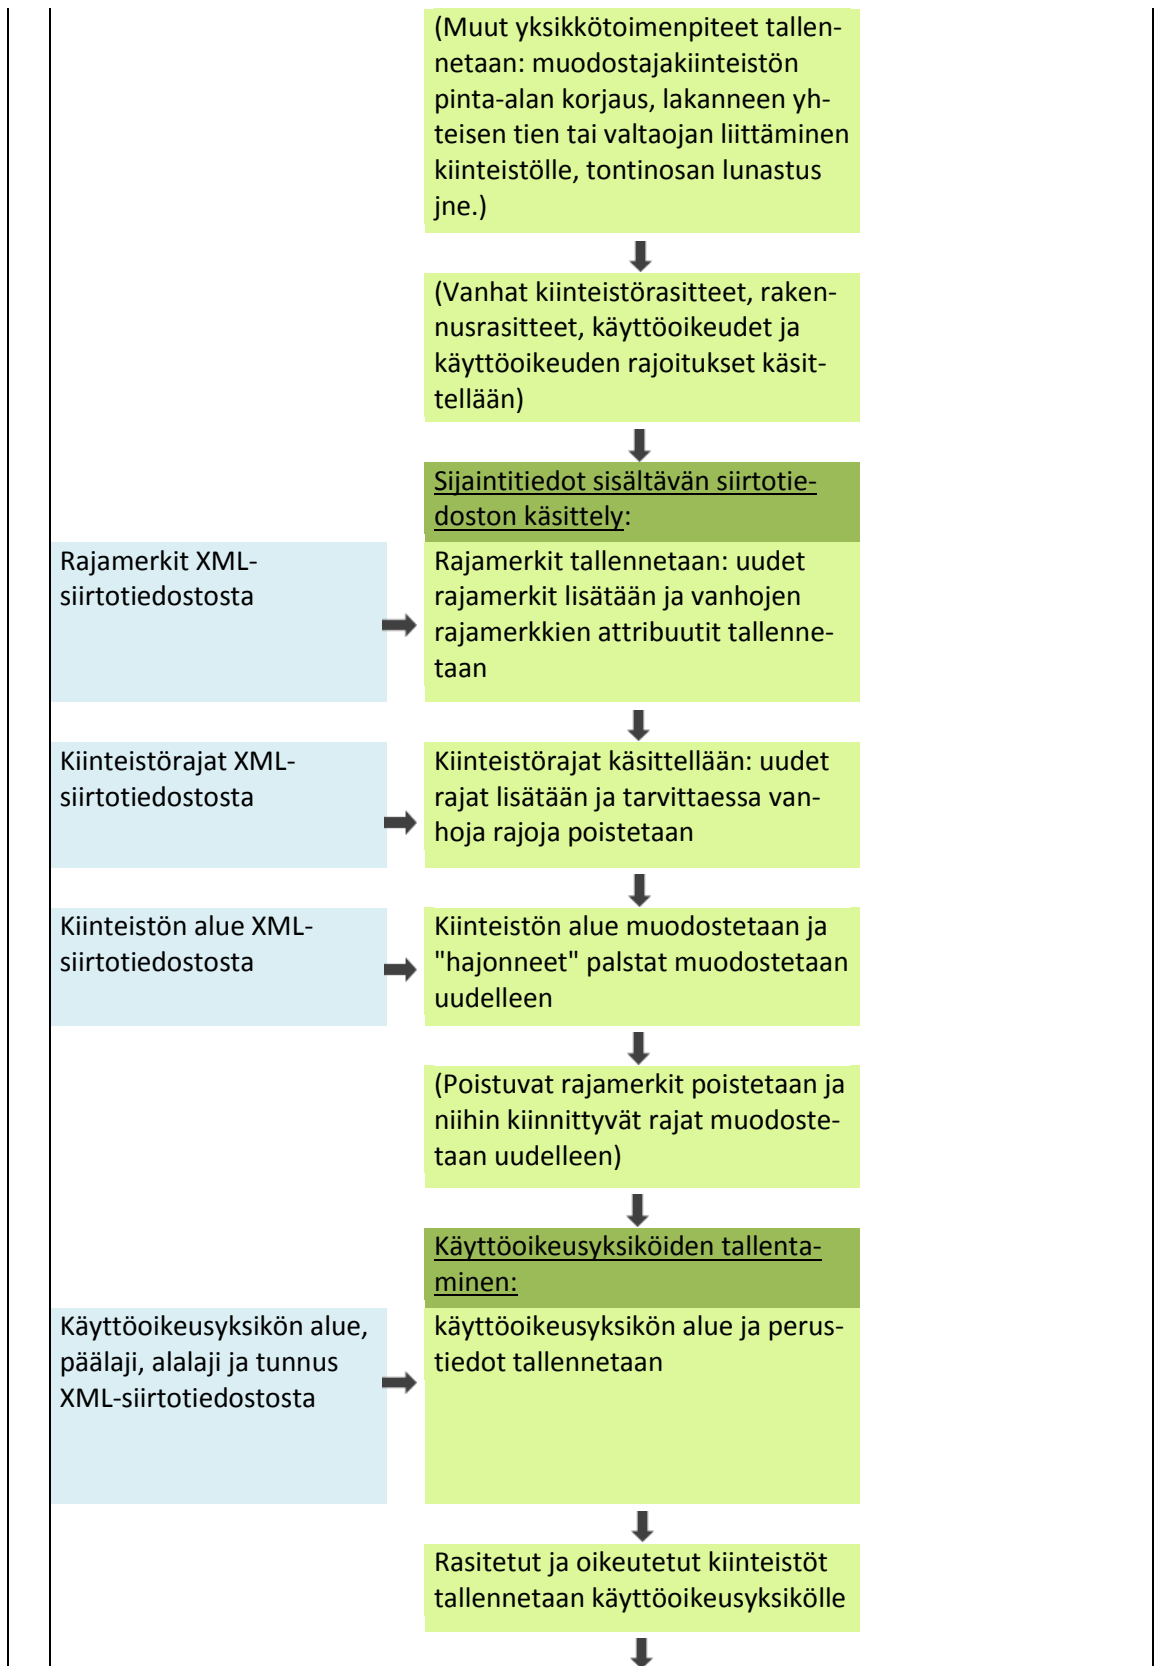 (Muut yksikkötoimenpiteet tallen-
netaan: muodostajakiinteistön
pinta-alan korjaus, lakanneen yh-
teisen tien tai valtaojan liittäminen
kiinteistölle, tontinosan lunastus
jne.)
(Vanhat kiinteistörasitteet, raken-
nusrasitteet, käyttöoikeudet ja
käyttöoikeuden rajoitukset käsit-
tellään)
Sijaintitiedot sisältävän siirtotie-
doston käsittely:
Rajamerkit XML-
siirtotiedostosta
Rajamerkit tallennetaan: uudet
rajamerkit lisätään ja vanhojen
rajamerkkien attribuutit tallenne-
taan
Kiinteistörajat XML-
siirtotiedostosta
Kiinteistörajat käsittellään: uudet
rajat lisätään ja tarvittaessa van-
hoja rajoja poistetaan
Kiinteistön alue XML-
siirtotiedostosta
Kiinteistön alue muodostetaan ja
"hajonneet" palstat muodostetaan
uudelleen
(Poistuvat rajamerkit poistetaan ja
niihin kiinnittyvät rajat muodoste-
taan uudelleen)
Käyttöoikeusyksiköiden tallenta-
minen:
Käyttöoikeusyksikön alue,
päälaji, alalaji ja tunnus
XML-siirtotiedostosta
käyttöoikeusyksikön alue ja perus-
tiedot tallennetaan
Rasitetut ja oikeutetut kiinteistöt
tallennetaan käyttöoikeusyksikölle